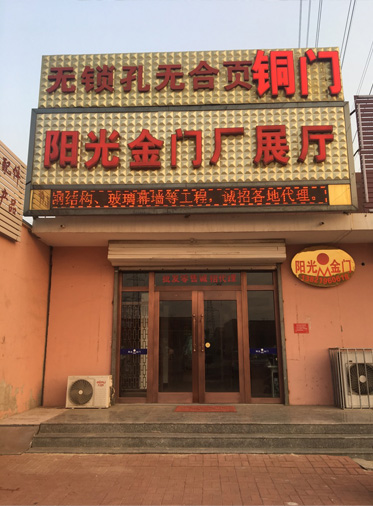 无锁孔无合页铜门
阳光金门厂展厅
钢结构、玻璃幕墙等工程，诚招各地代理
阳光 金门